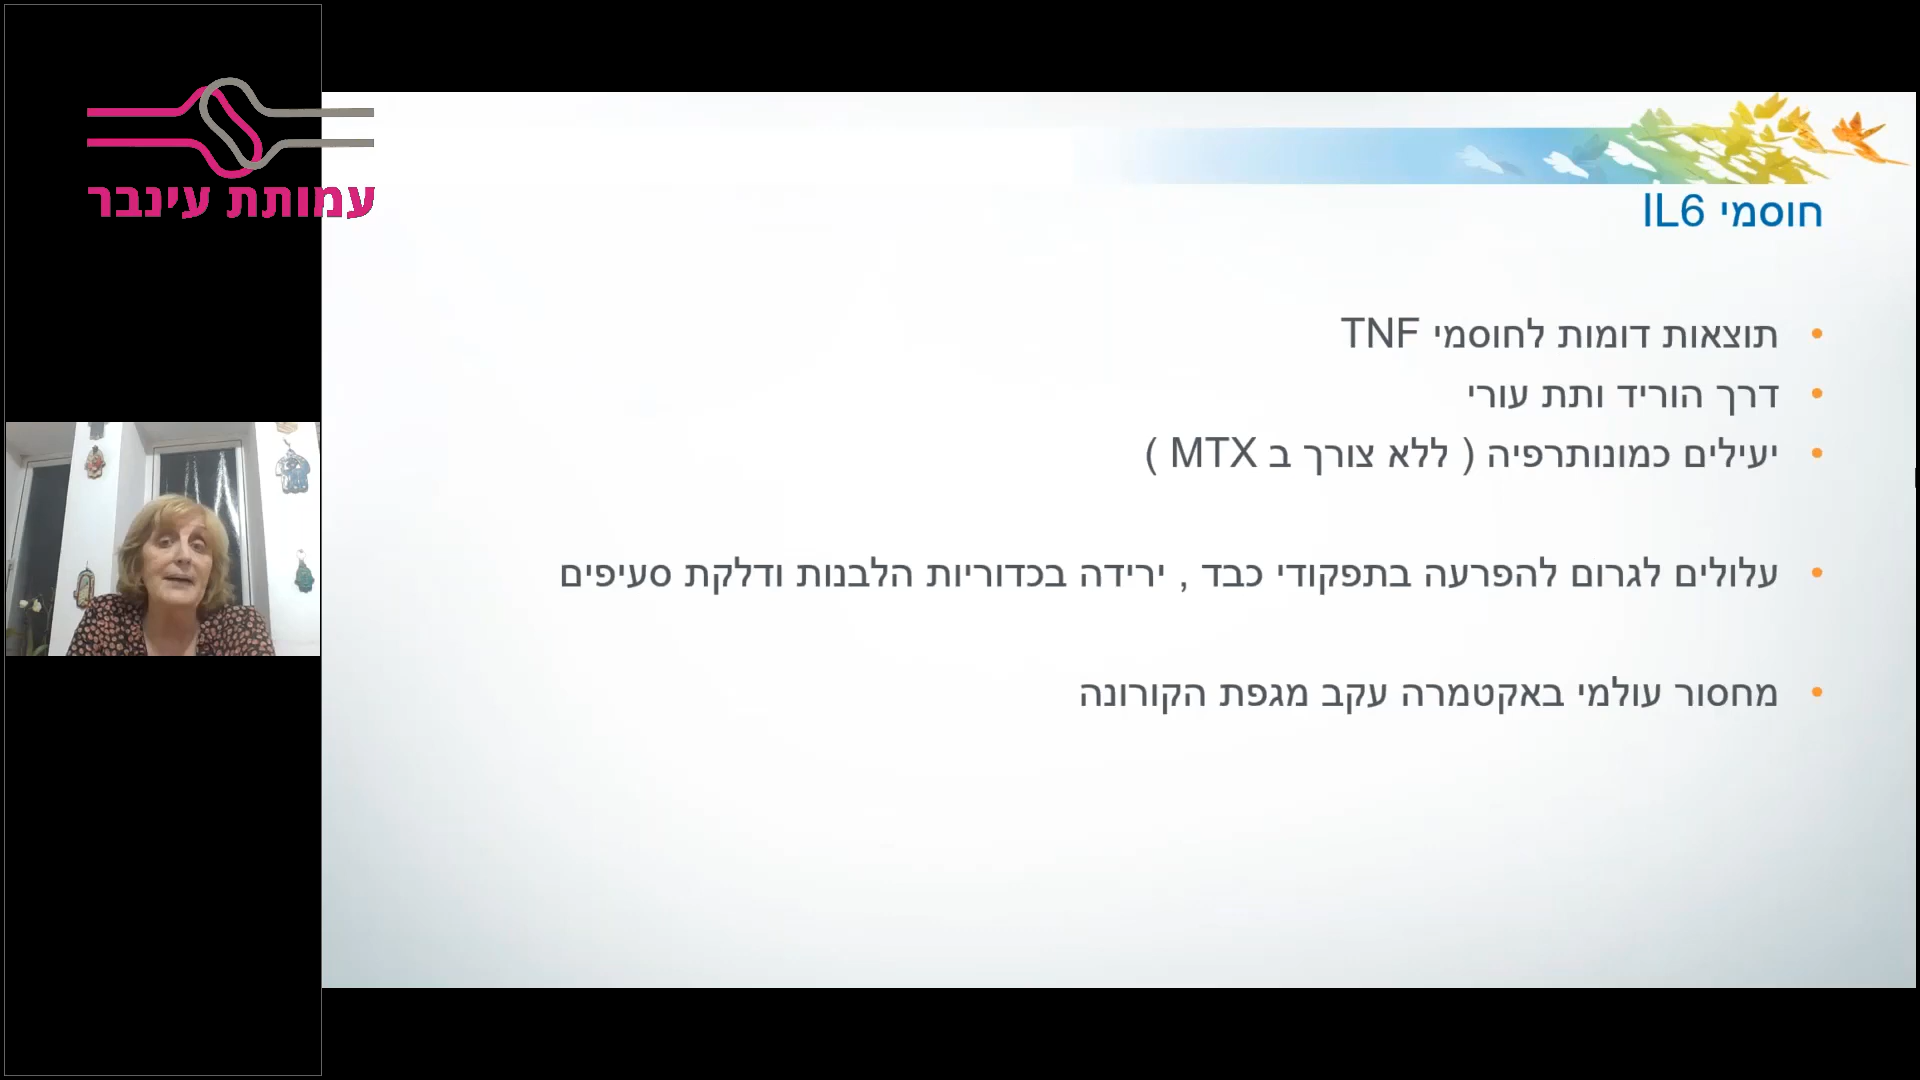 עמותת עינבר
חוסמי IL6
• תוצאות דומות לחוסמי TNF
• דרך הוריד ותת עורי
• יעילים כמונותרפיה ( ללא צורך ב MTX )
• עלולים לגרום להפרעה בתפקודי כבד , ירידה בכדוריות הלבנות ודלקת סעיפים
• מחסור עולמי באקטמרה עקב מגפת הקורונה